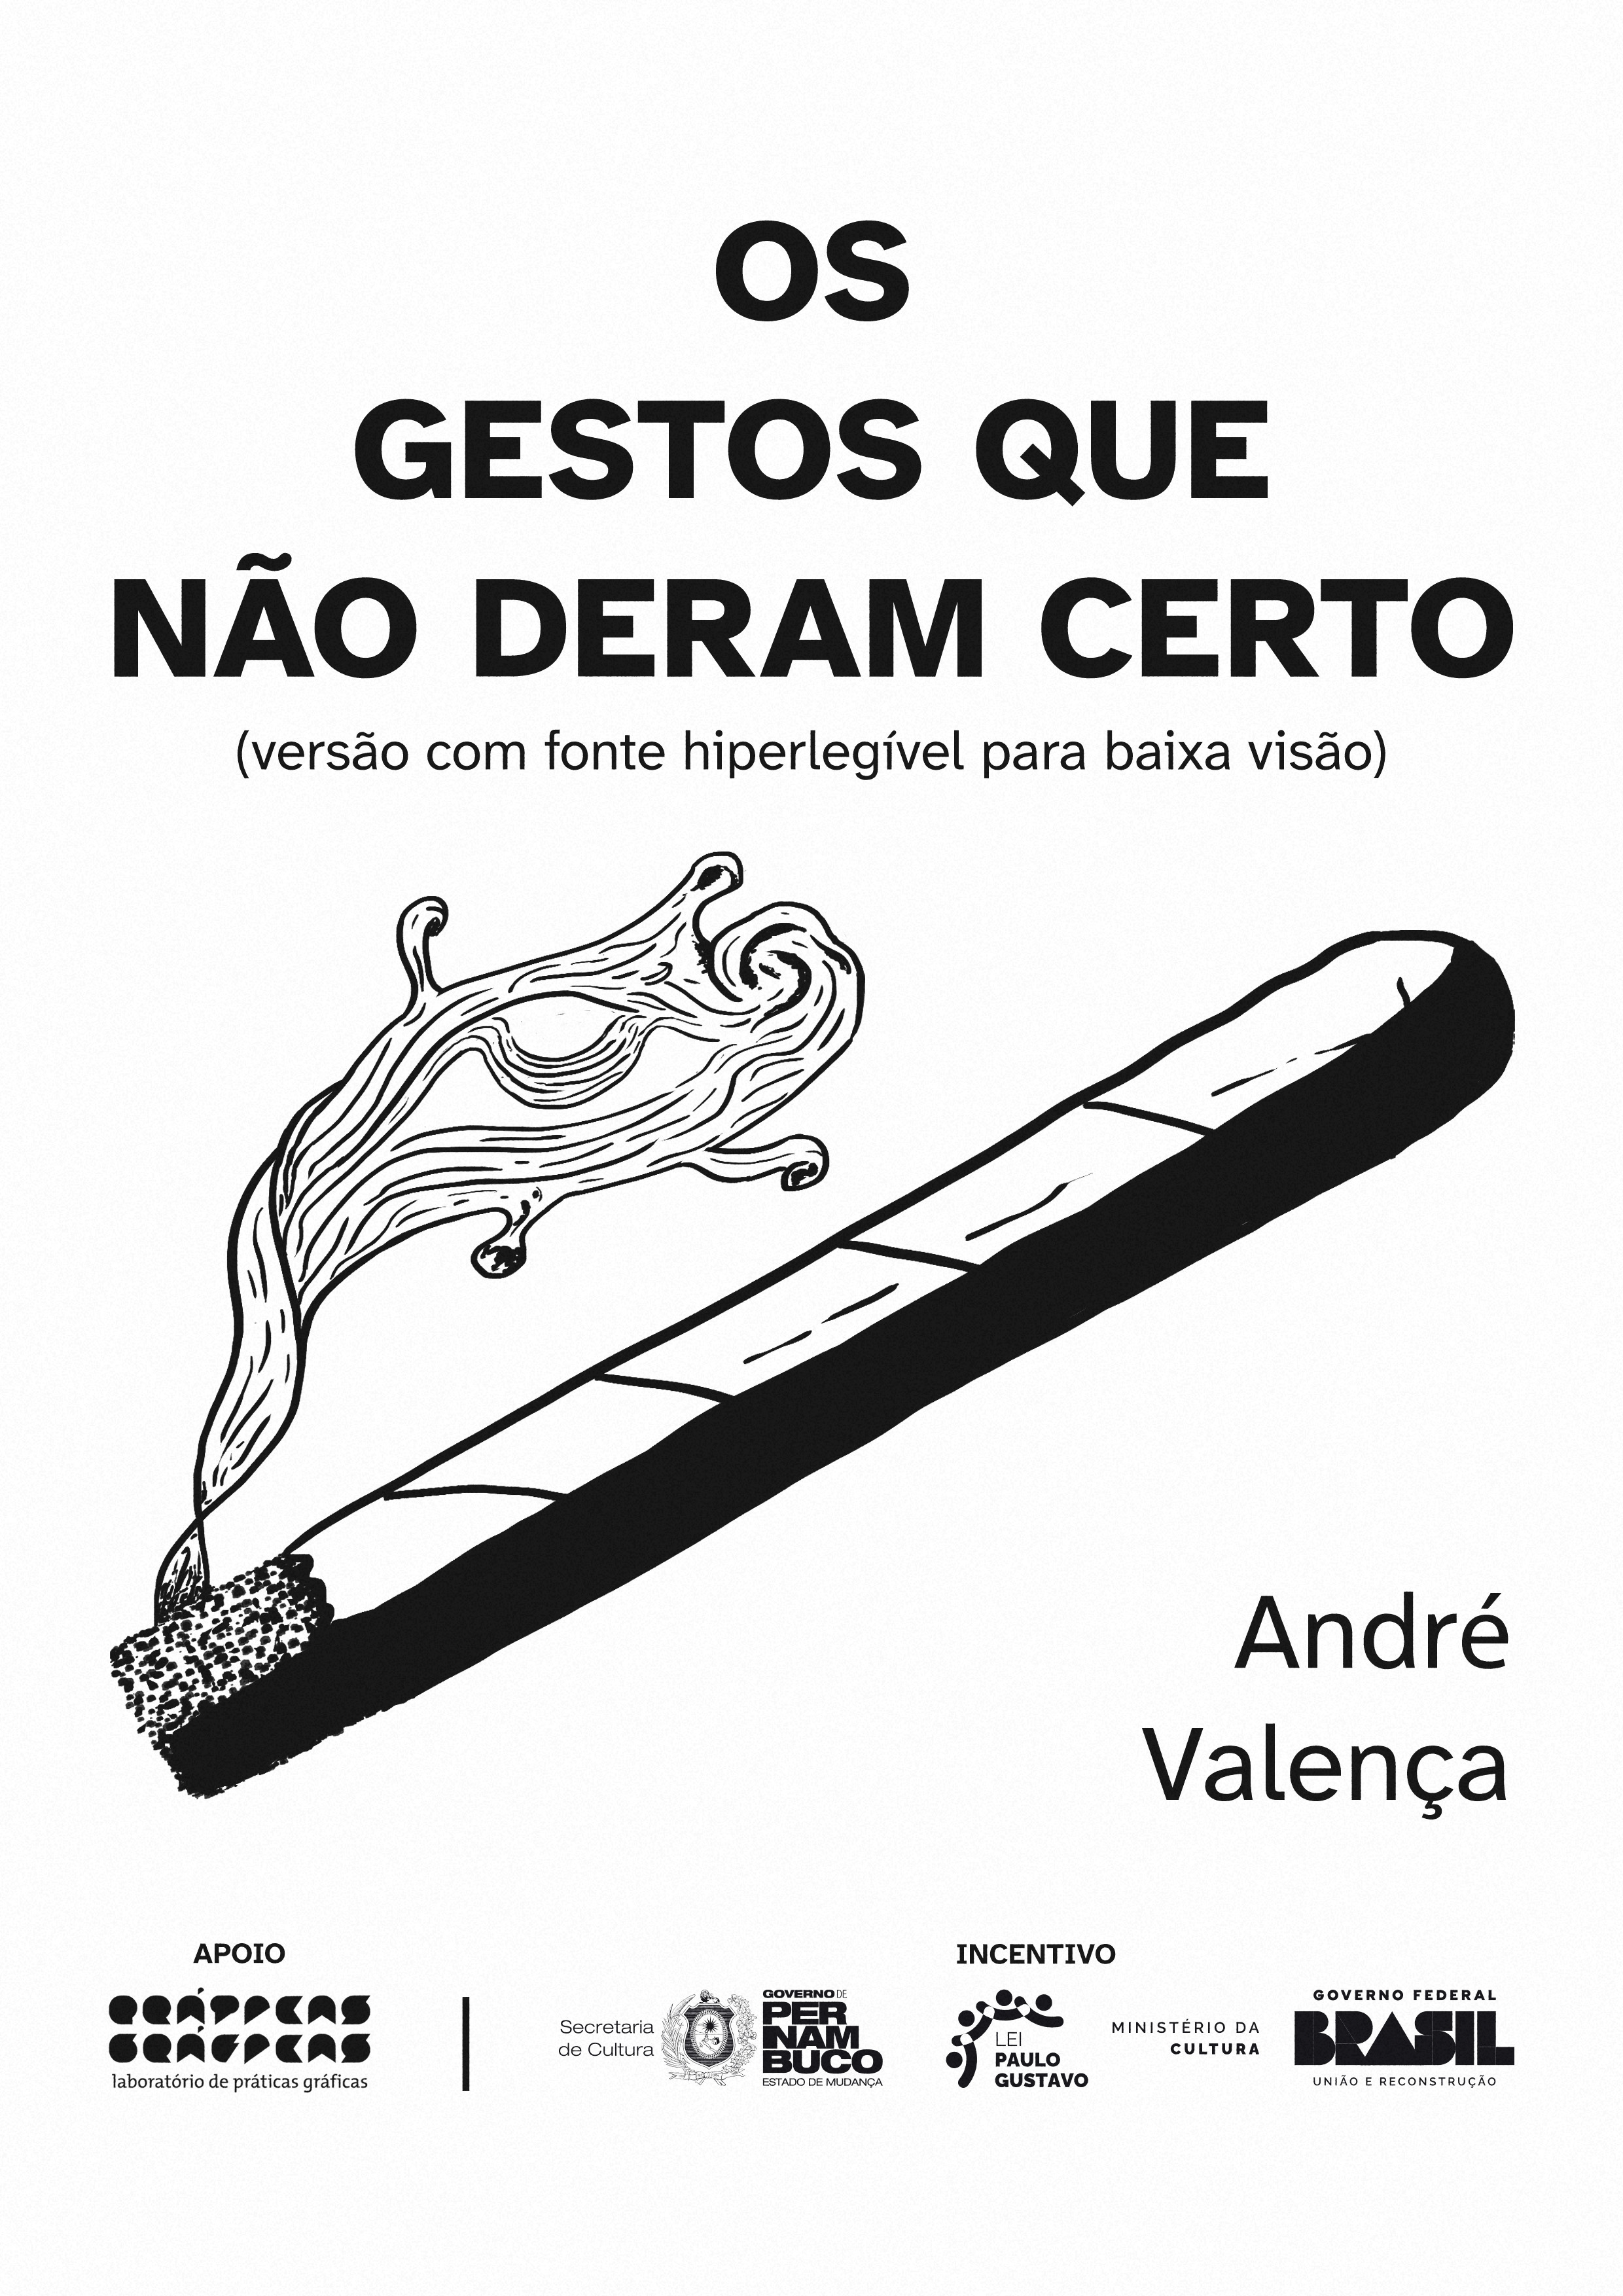 OS
GESTOS QUE
NÃO DERAM CERTO
(versão com fonte hiperlegível para baixa visão)
André
Valença
APOIO
PRÁTICAS
GRÁFICAS
laboratório de práticas gráficas
Secretaria
de Cultura
GOVERNO DE
PER
NAM
BUCO
ESTADO DE MUDANÇA
INCENTIVO
LEI
PAULO
GUSTAVO
MINISTÉRIO DA
CULTURA
GOVERNO FEDERAL
BRASIL
UNIÃO E RECONSTRUÇÃO